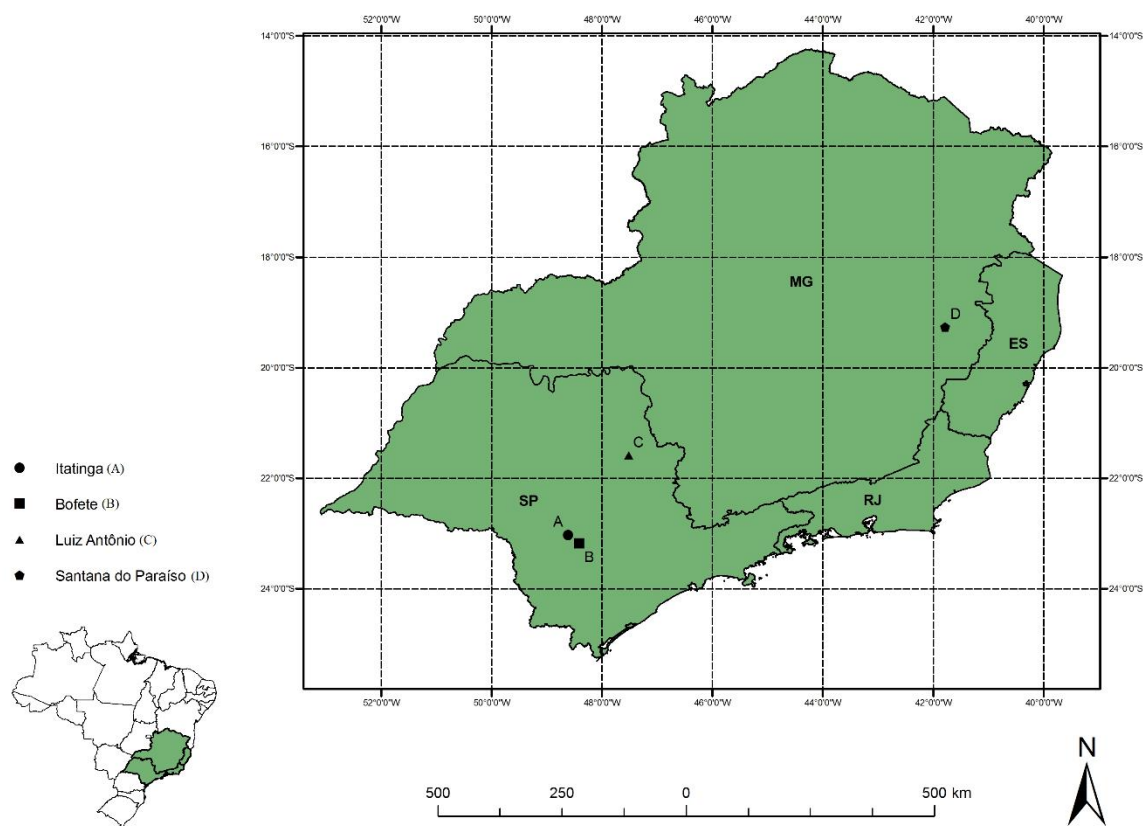 52°0'0"W 50°0'0"W 48°0'0"W 46°0'0"W 44°0'0"W 42°0'0"W 40°0'0"W
14°0'0"S 14°0'0"S
16°0'0"S 16°0'0"S
18°0'0"S 18°0'0"S
MG
D
ES
20°0'0"S 20°0'0"S
C
22°0'0"S 22°0'0"S
SP
RJ
A
B
24°0'0"S 24°0'0"S
52°0'0"W 50°0'0"W 48°0'0"W 46°0'0"W 44°0'0"W 42°0'0"W 40°0'0"W
Itatinga (A)
Bofete (B)
Luiz Antônio (C)
Santana do Paraíso (D)
N
500 250 0 500 km